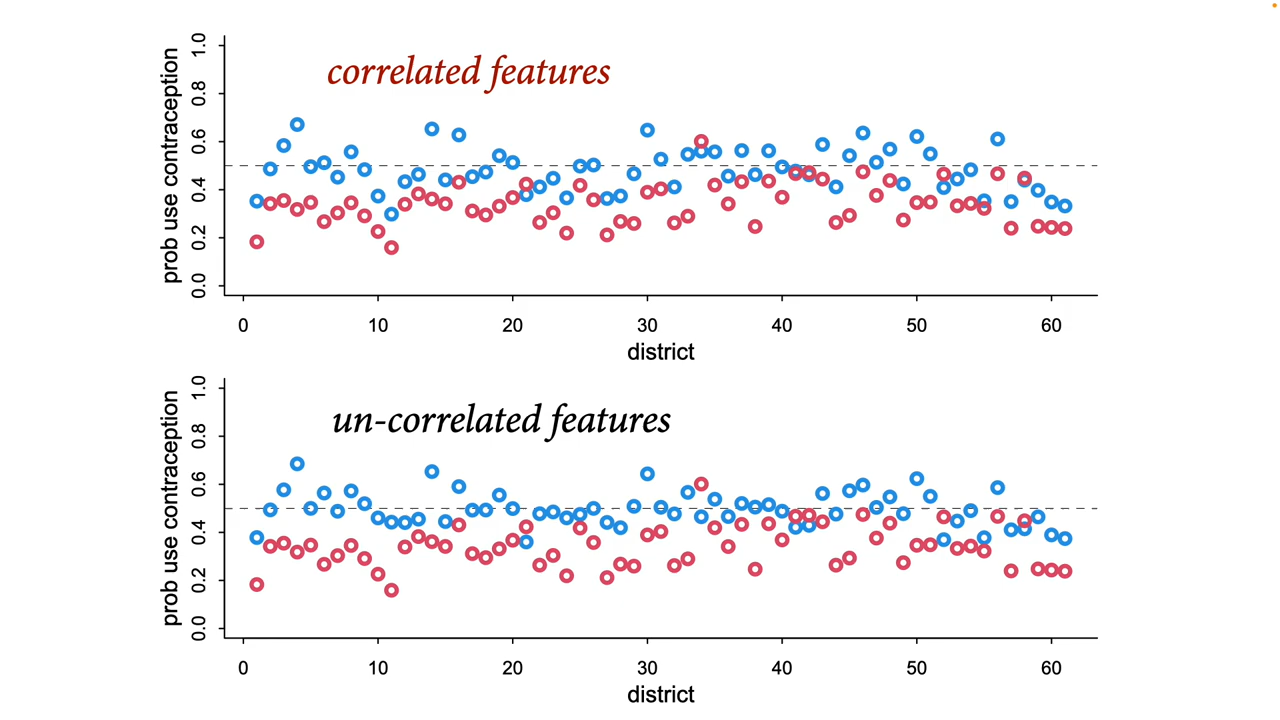 correlated features
prob use contraception
0.0 0.2 0.4 0.6 0.8 1.0
0 10 20 30 40 50 60
district
un-correlated features
prob use contraception
0.0 0.2 0.4 0.6 0.8 1.0
0 10 20 30 40 50 60
district